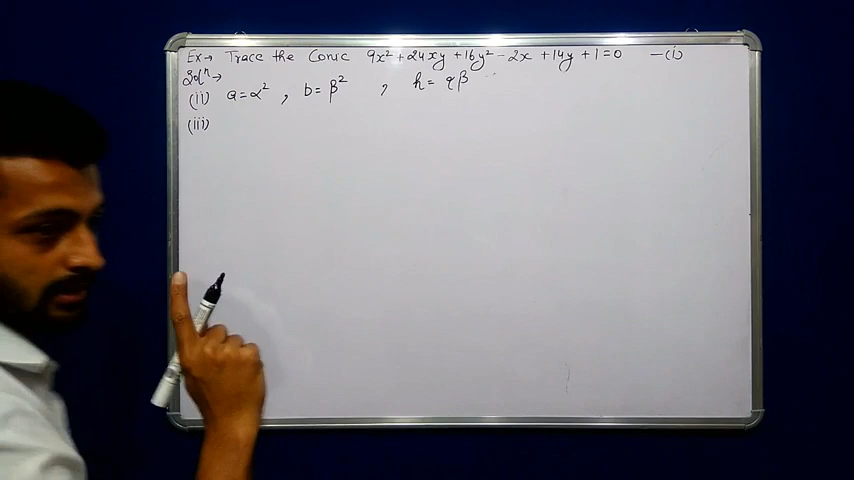 Ex→ Trace the Conic 9x² + 24xy + 16y² - 2x + 14y + 1 = 0 —(i)
Solⁿ→
(ii) a = α² , b = β² , h = αβ
(iii)